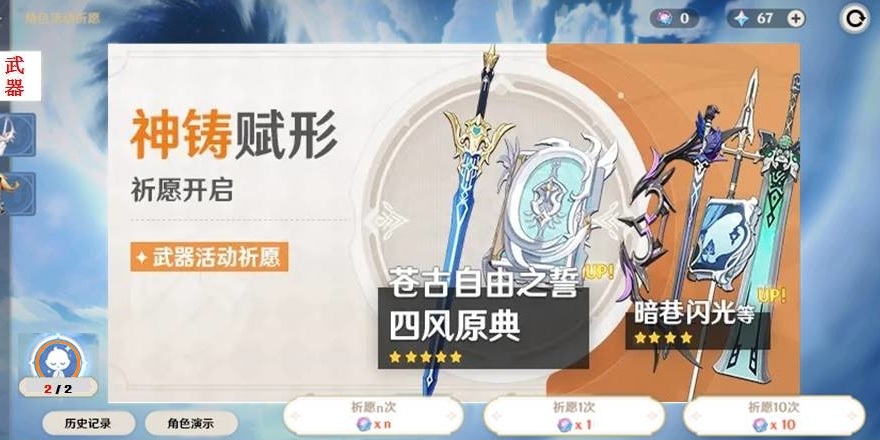 角色活动祈愿
0
67
武
器
神铸赋形
祈愿开启
武器活动祈愿
苍古自由之誓
UP!
四风原典
暗巷闪光等
UP!
2 / 2
历史记录
角色演示
祈愿n次
x n
祈愿1次
x 1
祈愿10次
x 10